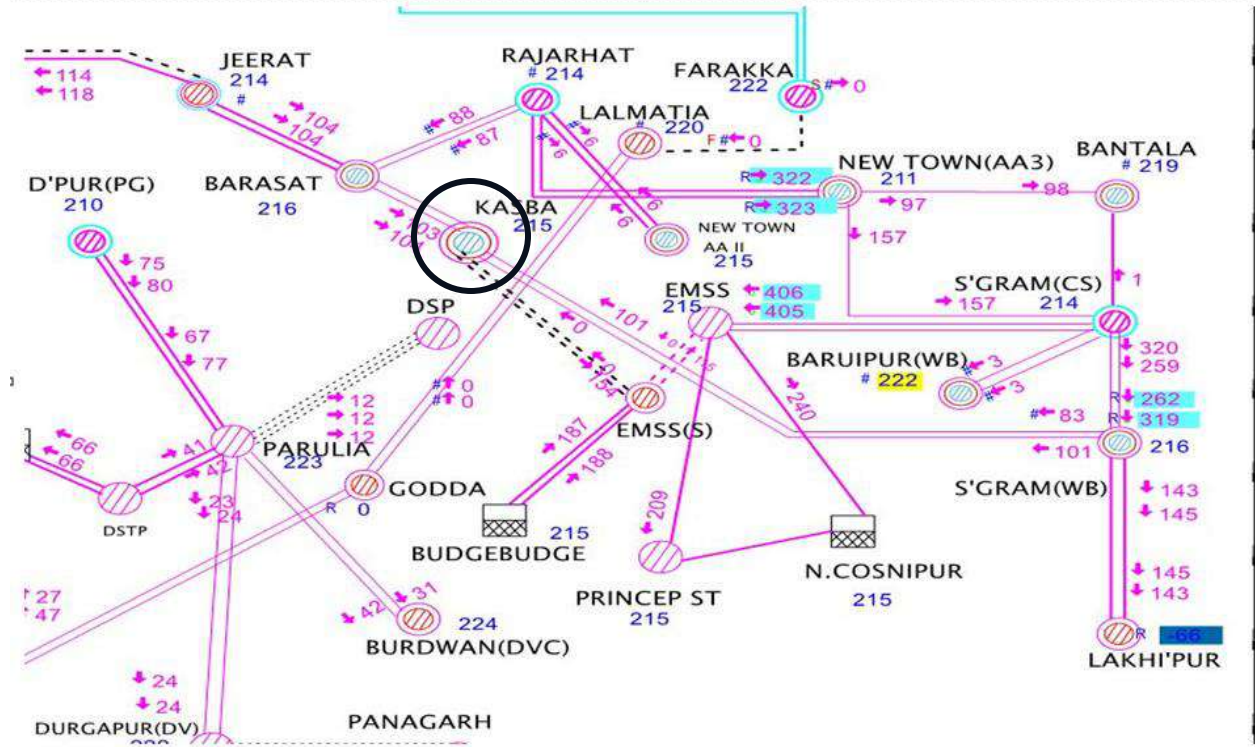 JEERAT
214
#
← 114
← 118
→ 104
→ 104
RAJARHAT
# 214
FARAKKA
222
S # → 0
LALMATIA
#
220
F # ← 0
# ← 88
# ← 87
# → 6
# → 6
BARASAT
216
D'PUR(PG)
210
KASBA
215
→ 103
→ 104
← 6
← 6
NEW TOWN
AA II
215
R → 322
R → 323
NEW TOWN(AA3)
211
→ 98
→ 97
↓ 157
BANTALA
# 219
↓ 75
↓ 80
↓ 67
↓ 77
DSP
EMSS
215
← 406
← 405
S'GRAM(CS)
214
→ 157
↑ 1
← 101
← 0
→ 154
BARUIPUR(WB)
# 222
# ← 3
# ← 3
↓ 320
↓ 259
R ↓ 262
R ↓ 319
# ← 83
← 101
216
S'GRAM(WB)
# ↑ 0
# ↑ 0
→ 12
→ 12
→ 12
↓ 240
EMSS(S)
→ 187
→ 188
← 66
← 66
→ 41
→ 42
PARULIA
223
↓ 23
↓ 24
DSTP
GODDA
R 0
BUDGEBUDGE
215
↓ 209
PRINCEP ST
215
N.COSNIPUR
215
↓ 143
↓ 145
↓ 145
↓ 143
R -66
LAKHI'PUR
↑ 27
47
→ 42
↓ 31
224
BURDWAN(DVC)
↓ 24
↓ 24
DURGAPUR(DV)
PANAGARH